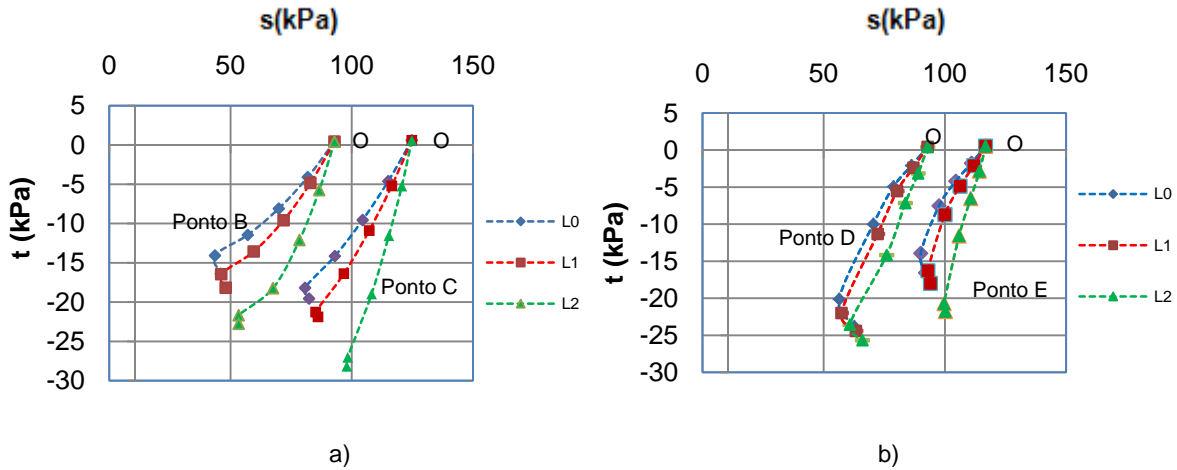 s(kPa)
0 50 100 150
5
0
-5
-10
-15
-20
-25
-30
t (kPa)
O O
Ponto B
Ponto C
L0
L1
L2
a)
s(kPa)
0 50 100 150
5
0
-5
-10
-15
-20
-25
-30
t (kPa)
O O
Ponto D
Ponto E
L0
L1
L2
b)